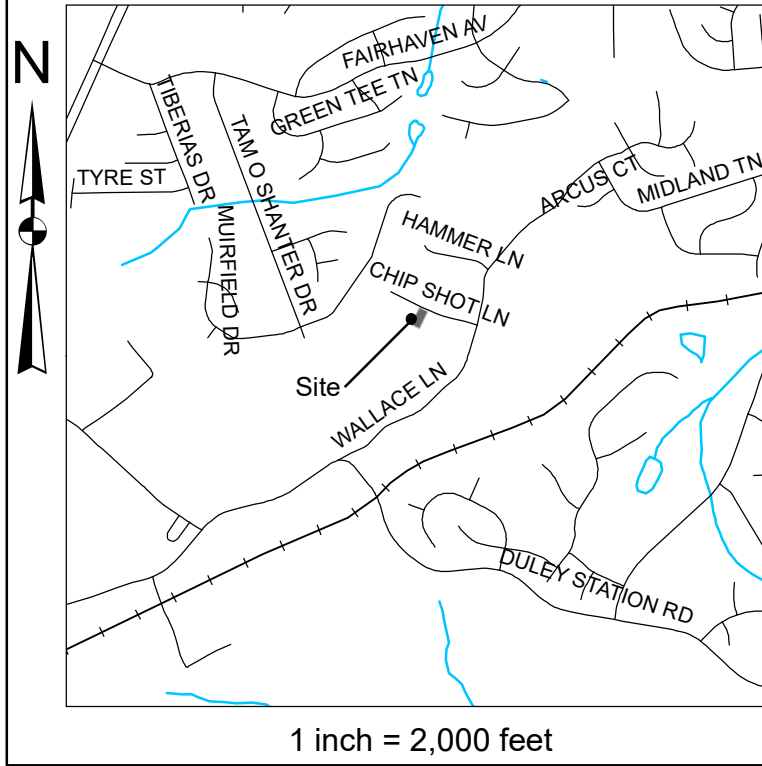 N
FAIRHAVEN AV
GREEN TEE TN
TIBERIAS DR
TAM O SHANTER DR
TYRE ST
MUIRFIELD DR
ARCUS CT
MIDLAND TN
HAMMER LN
CHIP SHOT LN
Site
WALLACE LN
DULEY STATION RD
1 inch = 2,000 feet